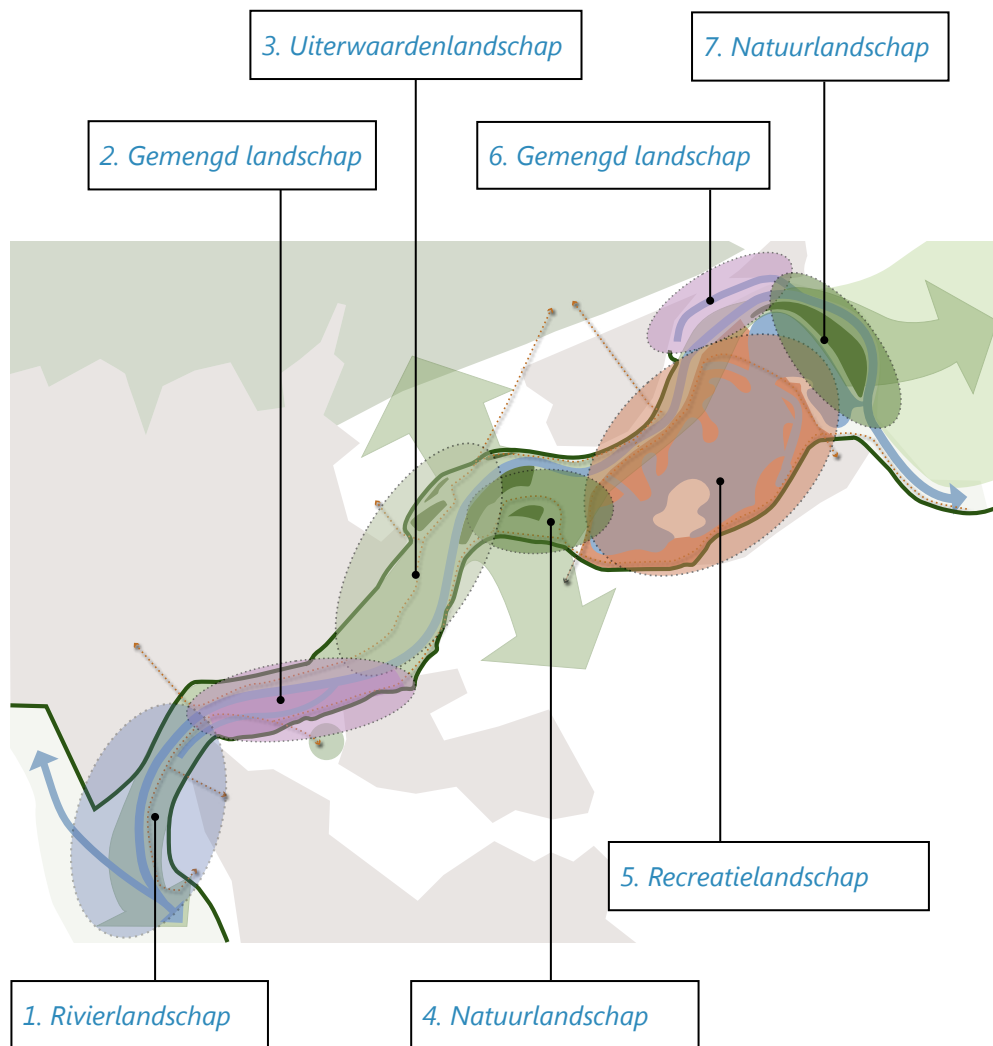 3. Uiterwaardenlandschap
7. Natuurlandschap
2. Gemengd landschap
6. Gemengd landschap
5. Recreatielandschap
1. Rivierlandschap
4. Natuurlandschap